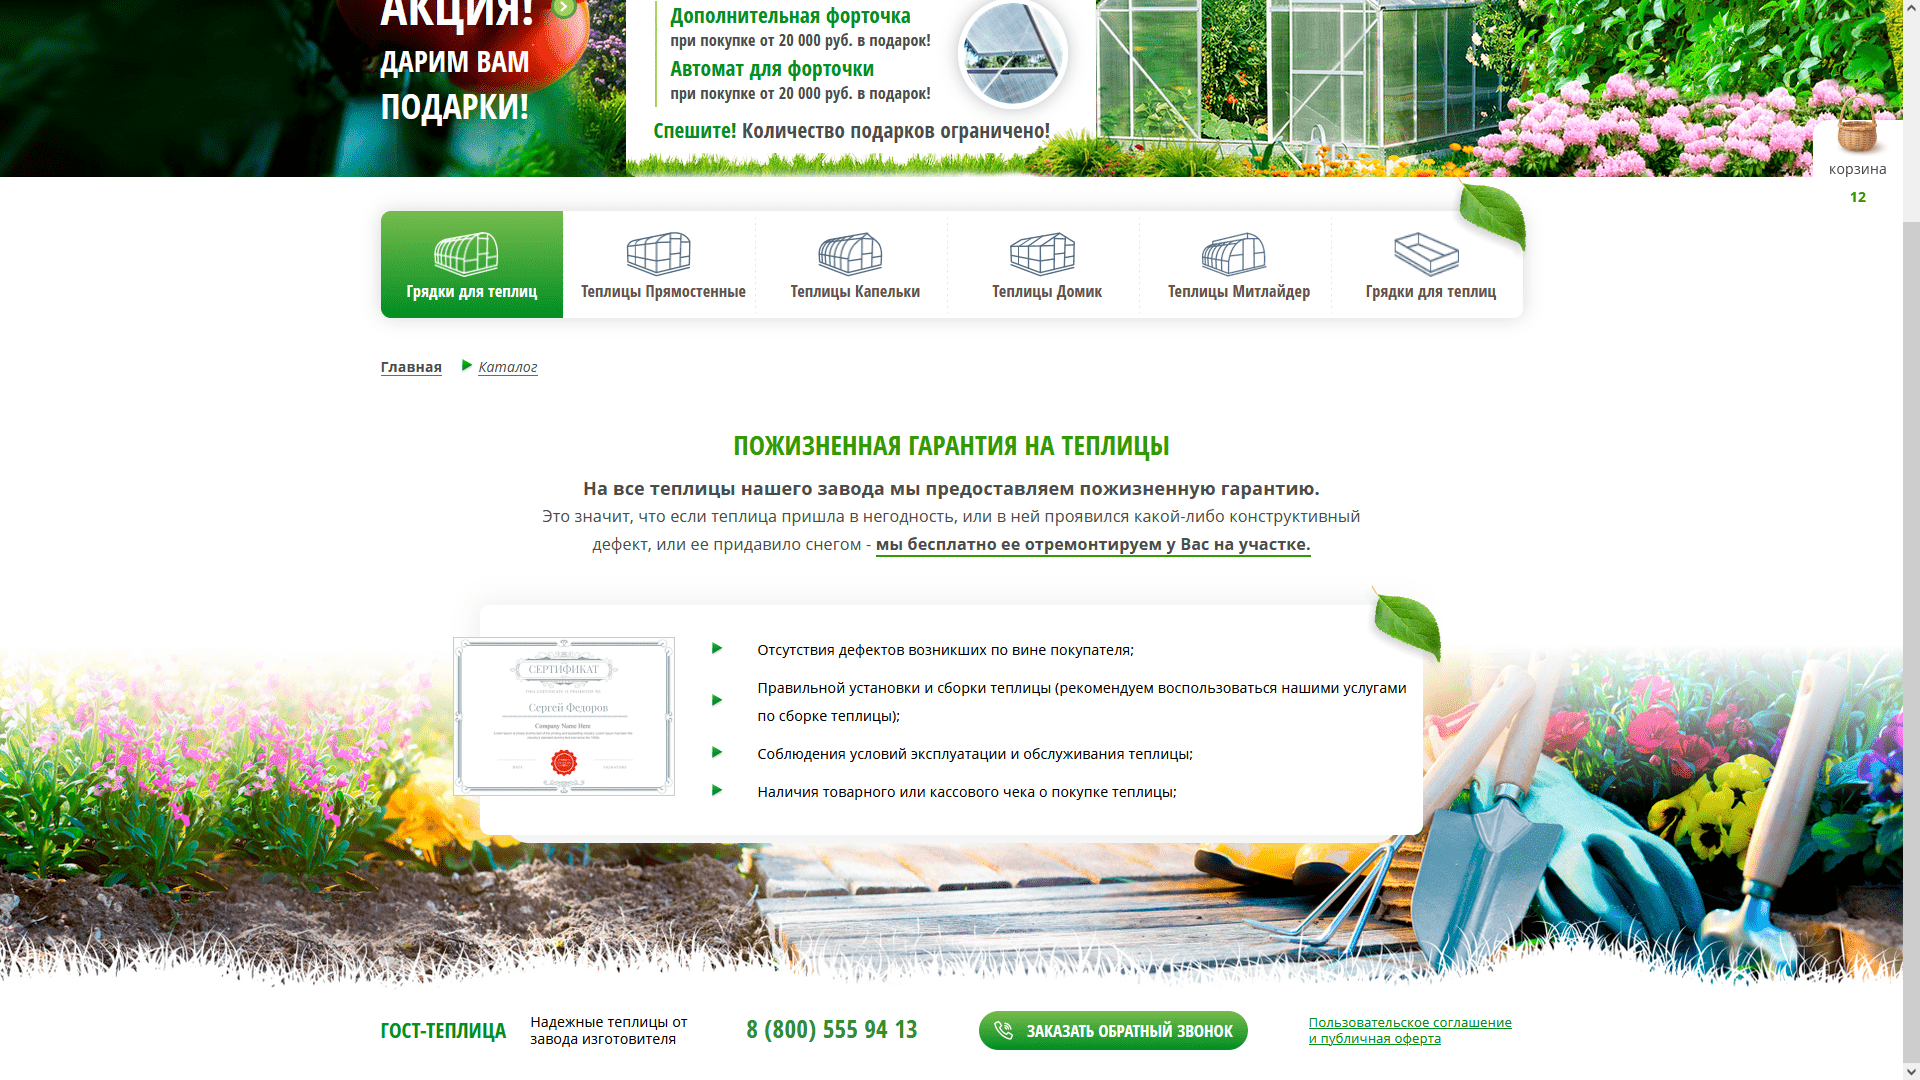 АКЦИЯ!
ДАРИМ ВАМ
ПОДАРКИ!
Дополнительная форточка
при покупке от 20 000 руб. в подарок!
Автомат для форточки
при покупке от 20 000 руб. в подарок!
Спешите! Количество подарков ограничено!
корзина
12
Грядки для теплиц
Теплицы Прямостенные
Теплицы Капельки
Теплицы Домик
Теплицы Митлайдер
Грядки для теплиц
Главная
Каталог
ПОЖИЗНЕННАЯ ГАРАНТИЯ НА ТЕПЛИЦЫ
На все теплицы нашего завода мы предоставляем пожизненную гарантию.
Это значит, что если теплица пришла в негодность, или в ней проявился какой-либо конструктивный
дефект, или ее придавило снегом - мы бесплатно ее отремонтируем у Вас на участке.
СЕРТИФИКАТ
Сергей Федоров
Company Name Here
Отсутствия дефектов возникших по вине покупателя;
Правильной установки и сборки теплицы (рекомендуем воспользоваться нашими услугами
по сборке теплицы);
Соблюдения условий эксплуатации и обслуживания теплицы;
Наличия товарного или кассового чека о покупке теплицы;
ГОСТ-ТЕПЛИЦА
Надежные теплицы от
завода изготовителя
8 (800) 555 94 13
ЗАКАЗАТЬ ОБРАТНЫЙ ЗВОНОК
Пользовательское соглашение
и публичная оферта